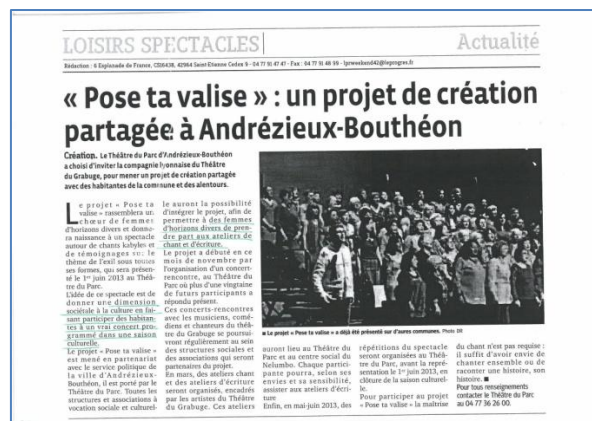 LOISIRS SPECTACLES
Actualité
Rédaction : 6 Esplanade de France, CS16438, 42964 Saint-Etienne Cedex 9 - 04 77 91 47 47 - Fax : 04 77 91 48 99 - lprweekend42@leprogres.fr
« Pose ta valise » : un projet de création
partagée à Andrézieux-Bouthéon
Création. Le Théâtre du Parc d'Andrézieux-Bouthéon
a choisi d'inviter la compagnie lyonnaise du Théâtre
du Grabuge, pour mener un projet de création partagée
avec des habitantes de la commune et des alentours.
Le projet « Pose ta
valise » rassemblera un
chœur de femmes
d'horizons divers et donne-
ra naissance à un spectacle
autour de chants kabyles et
de témoignages sur le
thème de l'exil sous toutes
ses formes, qui sera présen-
té le 1er juin 2013 au Théâ-
tre du Parc.
L'idée de ce spectacle est de
donner une dimension
sociétale à la culture en fai-
sant participer des habitan-
tes à un vrai concert pro-
grammé dans une saison
culturelle.
Le projet « Pose ta valise »
est mené en partenariat
avec le service politique de
la ville d'Andrézieux-
Bouthéon, il est porté par le
Théâtre du Parc. Toutes les
structures et associations à
vocation sociale et culturel-
le auront la possibilité
d'intégrer le projet, afin de
permettre à des femmes
d'horizons divers de pren-
dre part aux ateliers de
chant et d'écriture.
Le projet a débuté en ce
mois de novembre par
l'organisation d'un concert-
rencontre, au Théâtre du
Parc où plus d'une vingtaine
de futurs participants a
répondu présent.
Ces concerts-rencontres
avec les musiciens, comé-
diens et chanteurs du théâ-
tre du Grabuge se poursui-
vront régulièrement au sein
des structures sociales et
des associations qui seront
partenaires du projet.
En mars, des ateliers chant
et des ateliers d'écriture
seront organisés, encadrés
par les artistes du Théâtre
du Grabuge. Ces ateliers
■ Le projet « Pose ta valise » a déjà été présenté sur d'autres communes. Photo DR
auront lieu au Théâtre du
Parc et au centre social du
Nelumbo. Chaque partici-
pante pourra, selon ses
envies et sa sensibilité,
assister aux ateliers d'écri-
ture
Enfin, en mai-juin 2013, des
répétitions du spectacle
seront organisées au Théâ-
tre du Parc, avant la repré-
sentation le 1er juin 2013, en
clôture de la saison culturel-
le.
Pour participer au projet
« Pose ta valise » la maîtrise
du chant n'est pas requise :
il suffit d'avoir envie de
chanter ensemble ou de
raconter une histoire, son
histoire. ■
Pour tous renseignements
contacter le Théâtre du Parc
au 04 77 36 26 00.